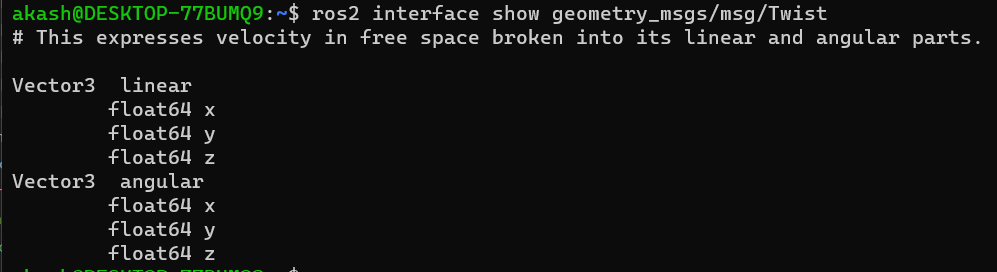 akash@DESKTOP-77BUMQ9:~$ ros2 interface show geometry_msgs/msg/Twist
# This expresses velocity in free space broken into its linear and angular parts.

Vector3  linear
        float64 x
        float64 y
        float64 z
Vector3  angular
        float64 x
        float64 y
        float64 z